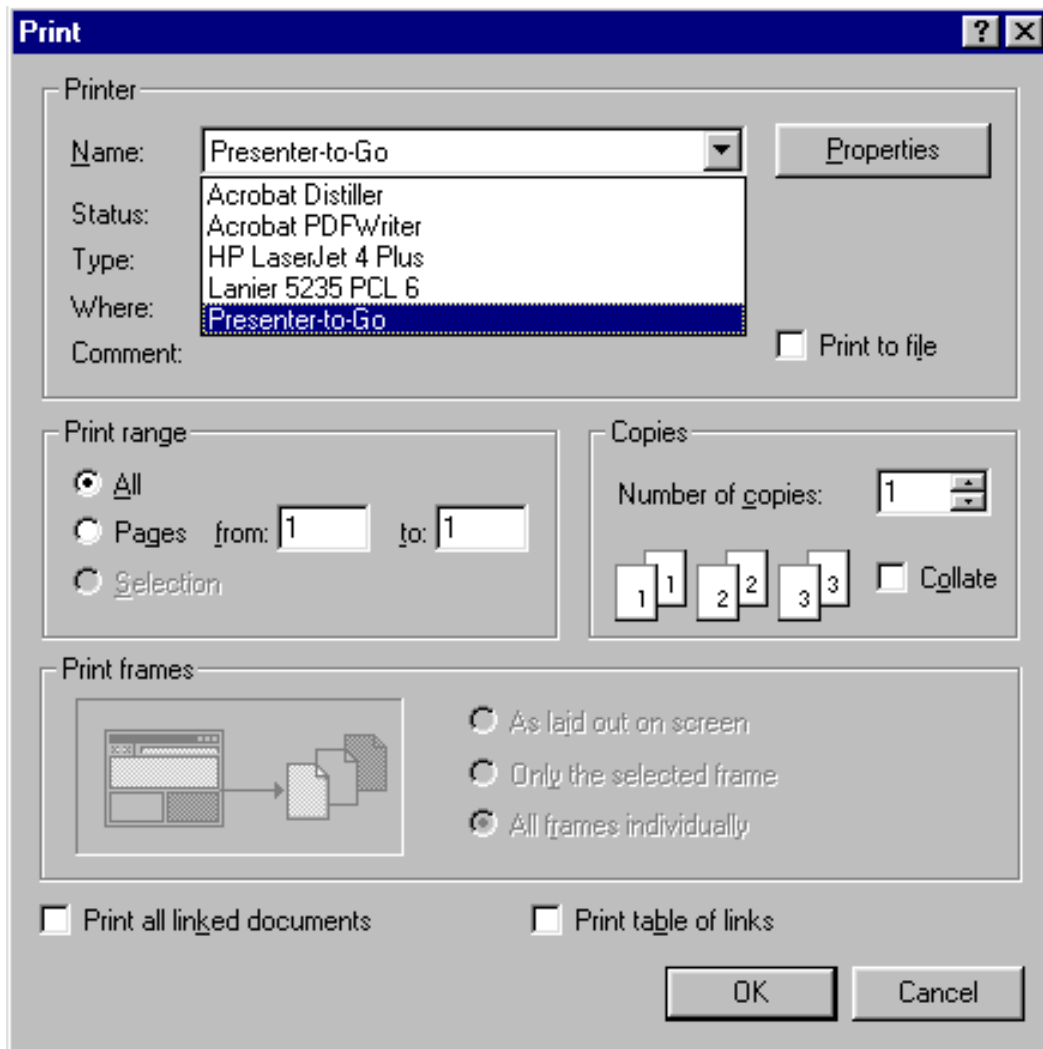 Print
Printer
Name: Presenter-to-Go Properties
Acrobat Distiller
Status: Acrobat PDFWriter
Type: HP LaserJet 4 Plus
Where: Lanier 5235 PCL 6
Presenter-to-Go
Comment: Print to file
Print range
All
Pages from: 1 to: 1
Selection
Copies
Number of copies: 1
1 1 2 2 3 3 Collate
Print frames
As laid out on screen
Only the selected frame
All frames individually
Print all linked documents Print table of links
OK Cancel